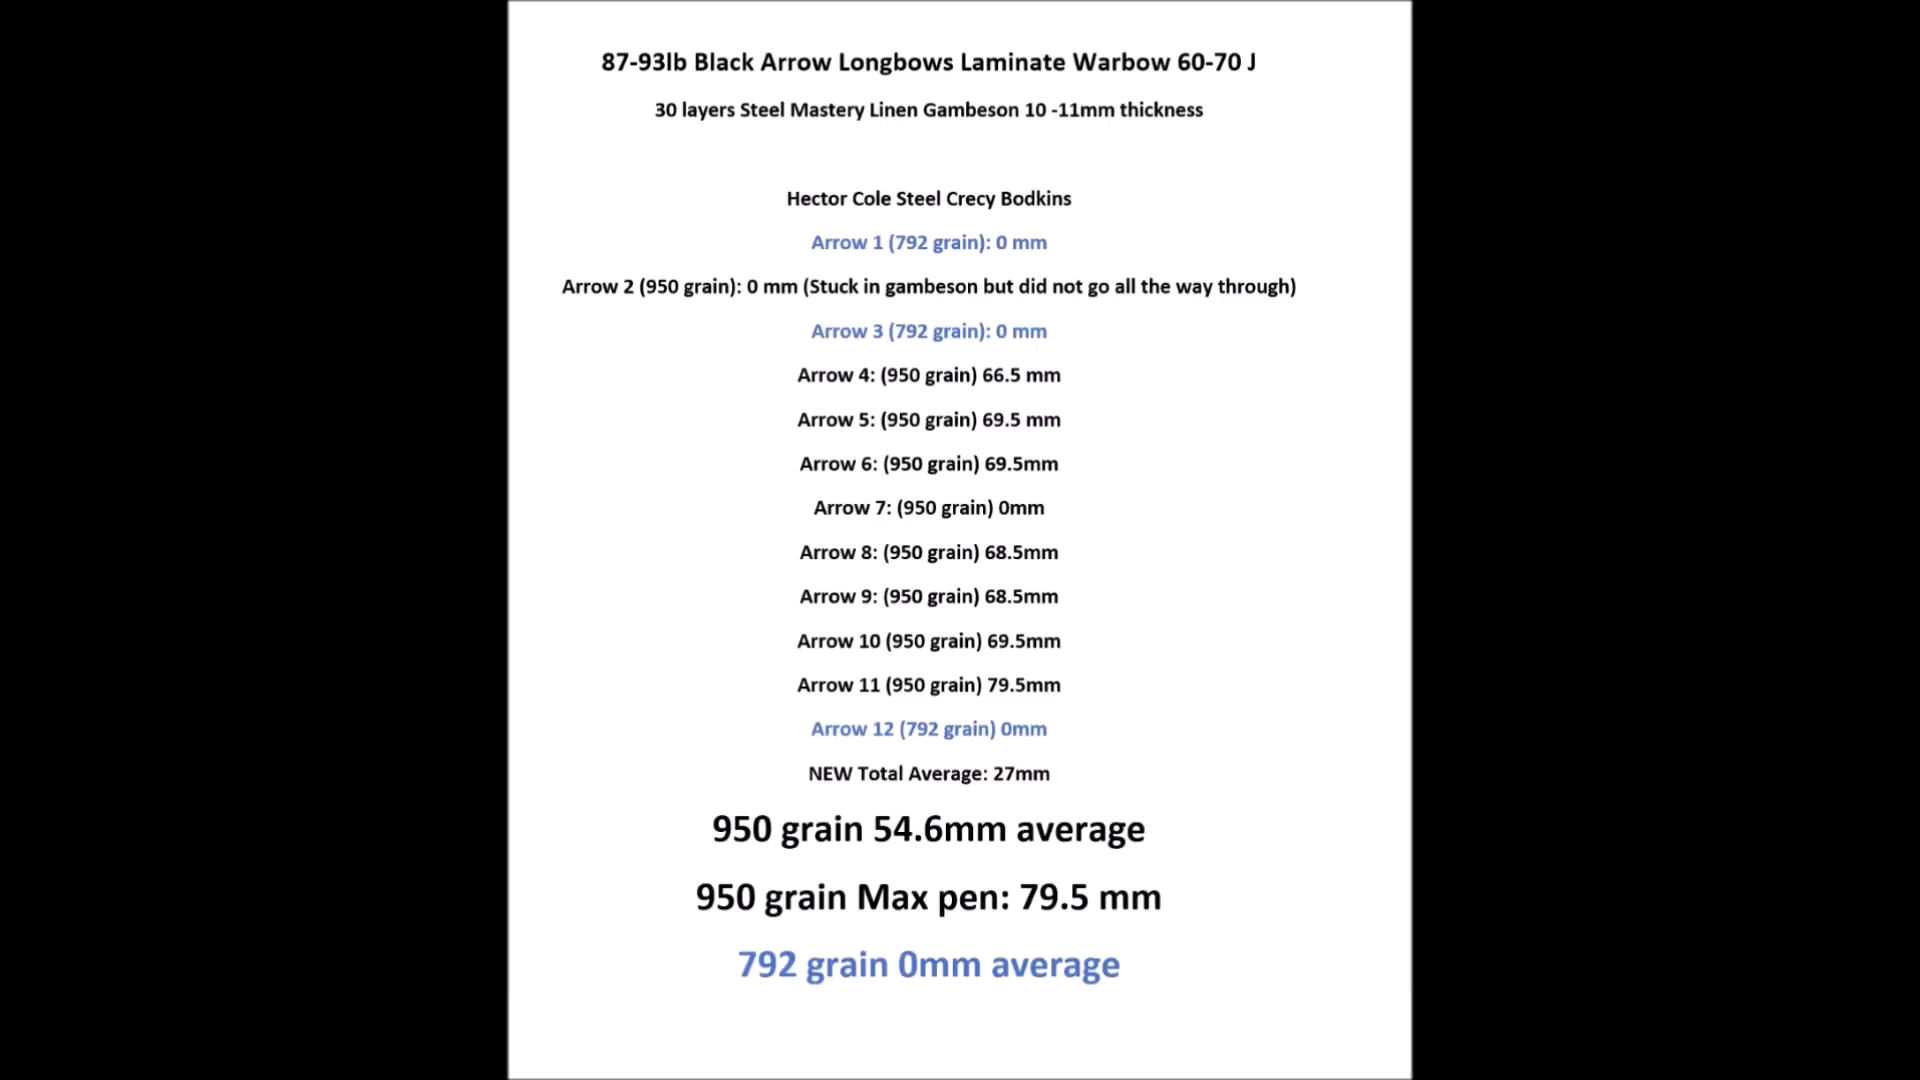 87-93lb Black Arrow Longbows Laminate Warbow 60-70 J
30 layers Steel Mastery Linen Gambeson 10 -11mm thickness
Hector Cole Steel Crecy Bodkins
Arrow 1 (792 grain): 0 mm
Arrow 2 (950 grain): 0 mm (Stuck in gambeson but did not go all the way through)
Arrow 3 (792 grain): 0 mm
Arrow 4: (950 grain) 66.5 mm
Arrow 5: (950 grain) 69.5 mm
Arrow 6: (950 grain) 69.5mm
Arrow 7: (950 grain) 0mm
Arrow 8: (950 grain) 68.5mm
Arrow 9: (950 grain) 68.5mm
Arrow 10 (950 grain) 69.5mm
Arrow 11 (950 grain) 79.5mm
Arrow 12 (792 grain) 0mm
NEW Total Average: 27mm
950 grain 54.6mm average
950 grain Max pen: 79.5 mm
792 grain 0mm average